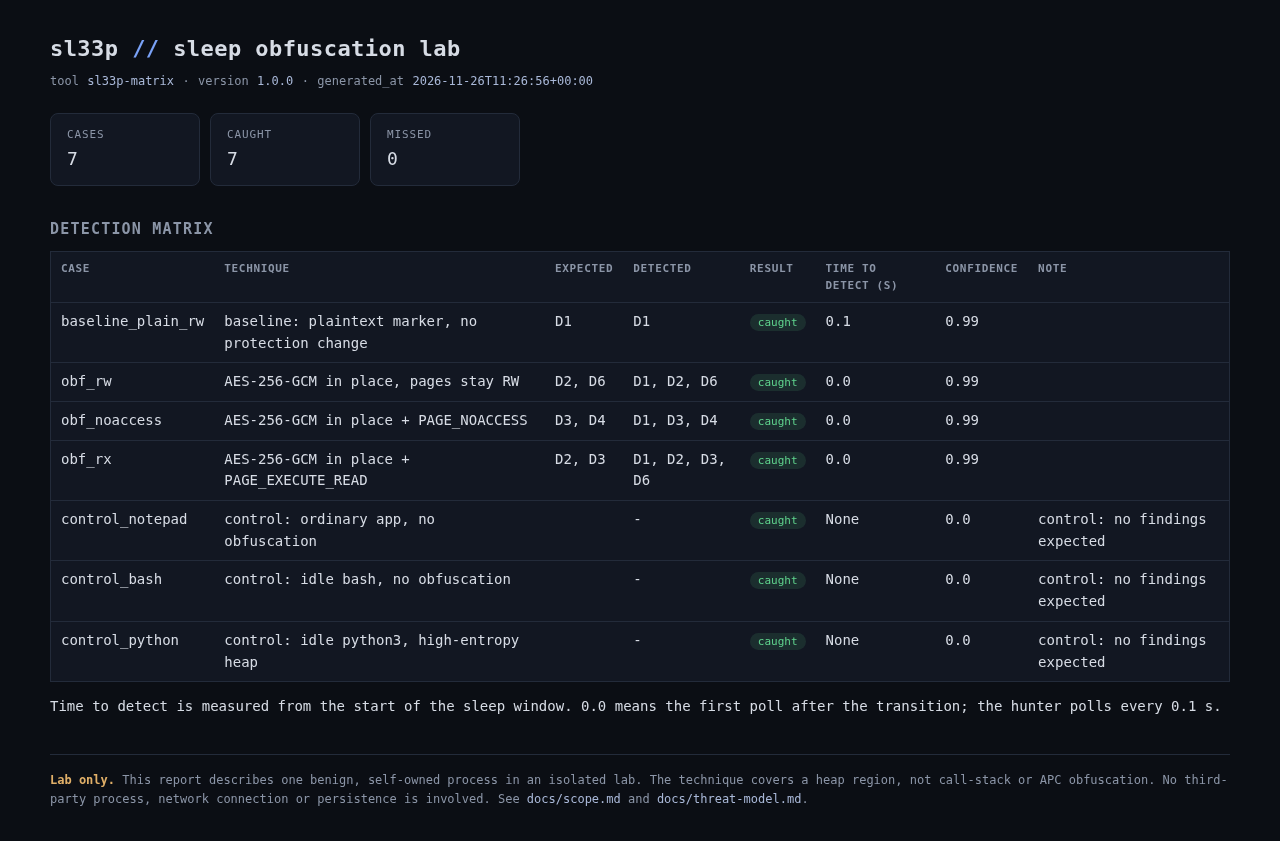 sl33p // sleep obfuscation lab
tool sl33p-matrix · version 1.0.0 · generated_at 2026-11-26T11:26:56+00:00
CASES CAUGHT MISSED
7 7 0
DETECTION MATRIX
CASE TECHNIQUE EXPECTED DETECTED RESULT TIME TO DETECT (S) CONFIDENCE NOTE
baseline_plain_rw baseline: plaintext marker, no protection change D1 D1 caught 0.1 0.99
obf_rw AES-256-GCM in place, pages stay RW D2, D6 D1, D2, D6 caught 0.0 0.99
obf_noaccess AES-256-GCM in place + PAGE_NOACCESS D3, D4 D1, D3, D4 caught 0.0 0.99
obf_rx AES-256-GCM in place + PAGE_EXECUTE_READ D2, D3 D1, D2, D3, D6 caught 0.0 0.99
control_notepad control: ordinary app, no obfuscation - caught None 0.0 control: no findings expected
control_bash control: idle bash, no obfuscation - caught None 0.0 control: no findings expected
control_python control: idle python3, high-entropy heap - caught None 0.0 control: no findings expected
Time to detect is measured from the start of the sleep window. 0.0 means the first poll after the transition; the hunter polls every 0.1 s.
Lab only. This report describes one benign, self-owned process in an isolated lab. The technique covers a heap region, not call-stack or APC obfuscation. No third-
party process, network connection or persistence is involved. See docs/scope.md and docs/threat-model.md.